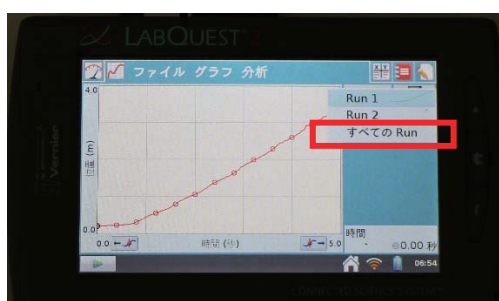 LABQUEST 2
Vernier
ファイル グラフ 分析
Run 1
Run 2
すべての Run
4.0
位置 (m)
0.0
0.0
時間 (秒)
5.0
時間
-
0.00 秒
06:54